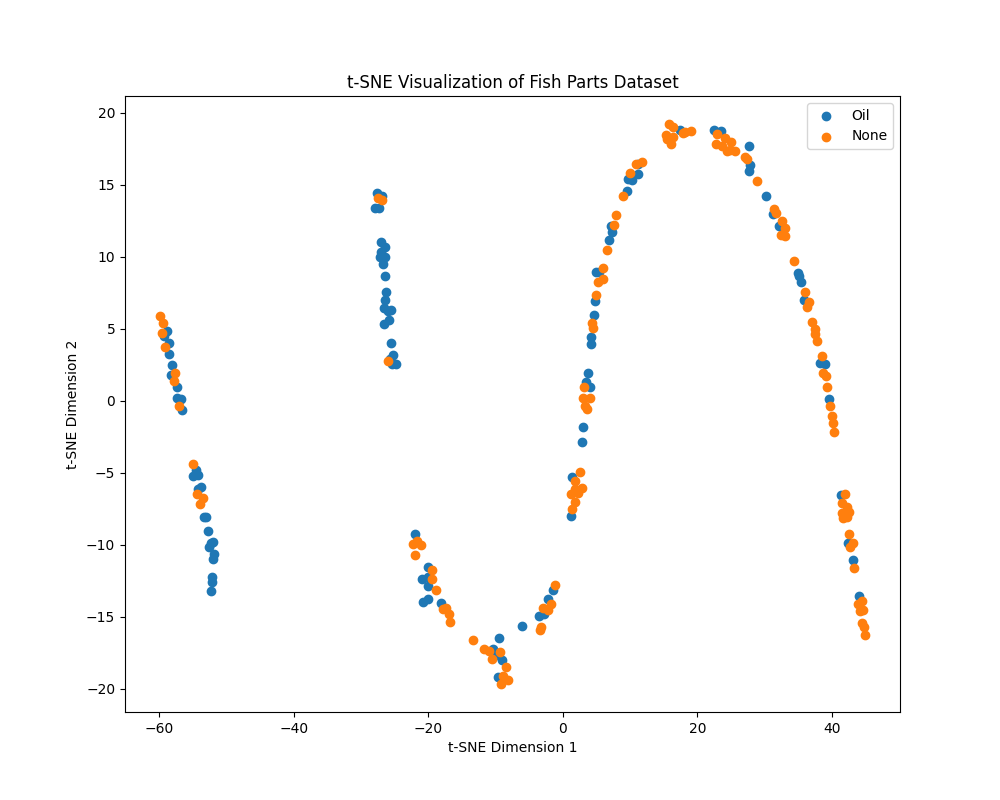 t-SNE Visualization of Fish Parts Dataset
Oil
None
20
15
10
5
0
−5
−10
−15
−20
t-SNE Dimension 2
−60 −40 −20 0 20 40
t-SNE Dimension 1